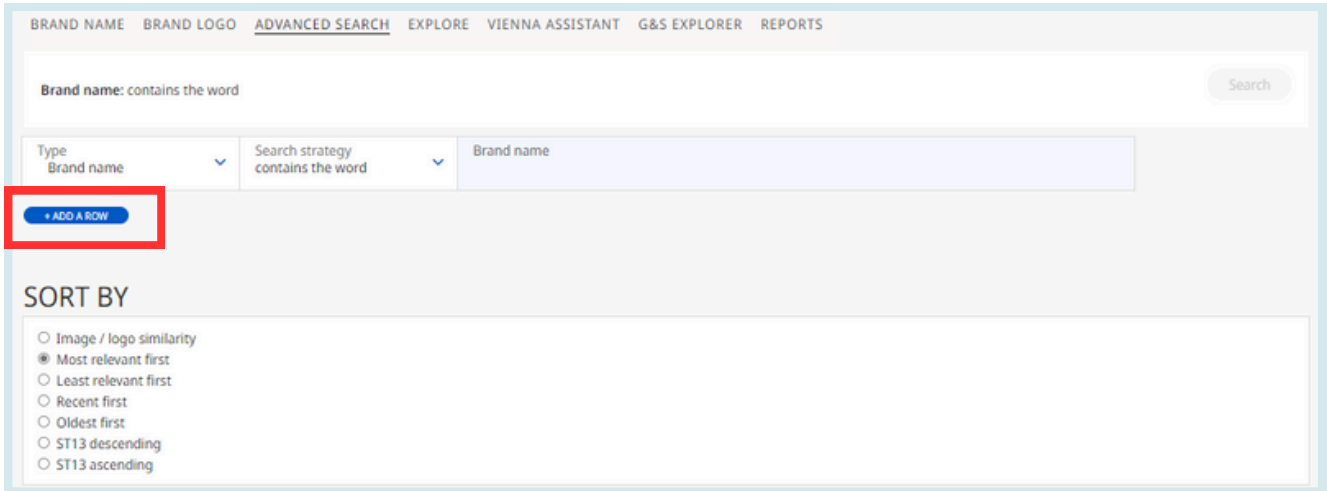 BRAND NAME BRAND LOGO ADVANCED SEARCH EXPLORE VIENNA ASSISTANT G&S EXPLORER REPORTS
Brand name: contains the word
Search
Type
Brand name
Search strategy
contains the word
Brand name
+ ADD A ROW
SORT BY
Image / logo similarity
Most relevant first
Least relevant first
Recent first
Oldest first
ST13 descending
ST13 ascending